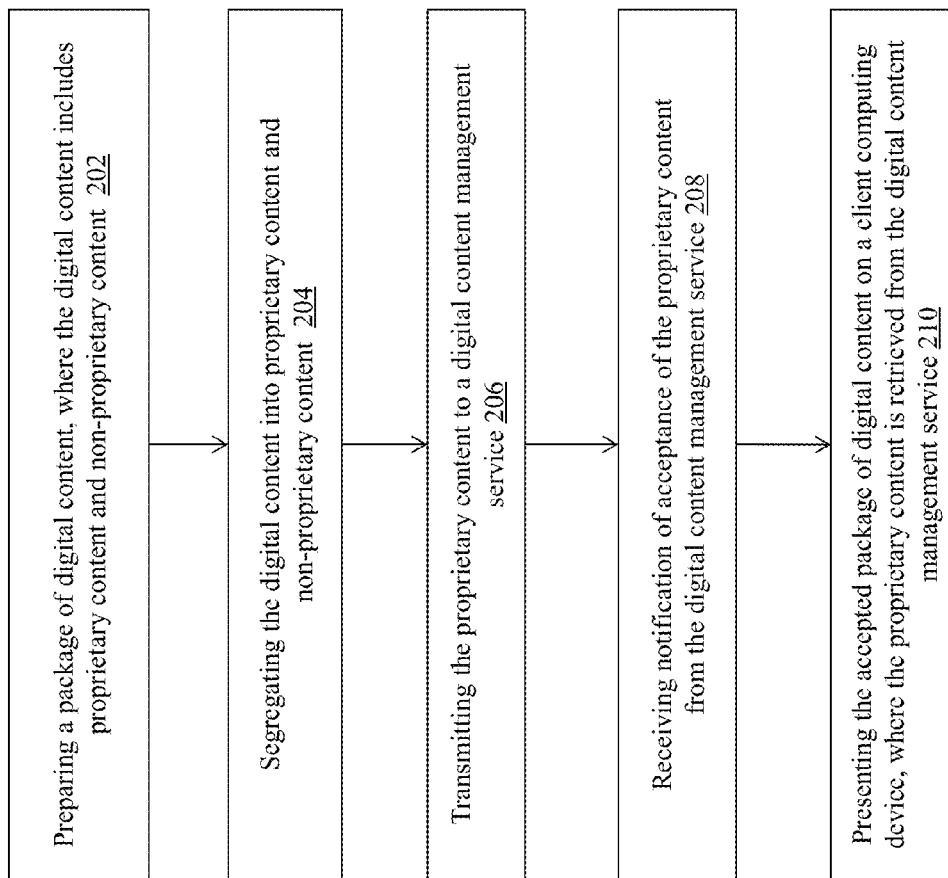 Preparing a package of digital content, where the digital content includes
proprietary content and non-proprietary content 202
Segregating the digital content into proprietary content and
non-proprietary content 204
Transmitting the proprietary content to a digital content management
service 206
Receiving notification of acceptance of the proprietary content
from the digital content management service 208
Presenting the accepted package of digital content on a client computing
device, where the proprietary content is retrieved from the digital content
management service 210